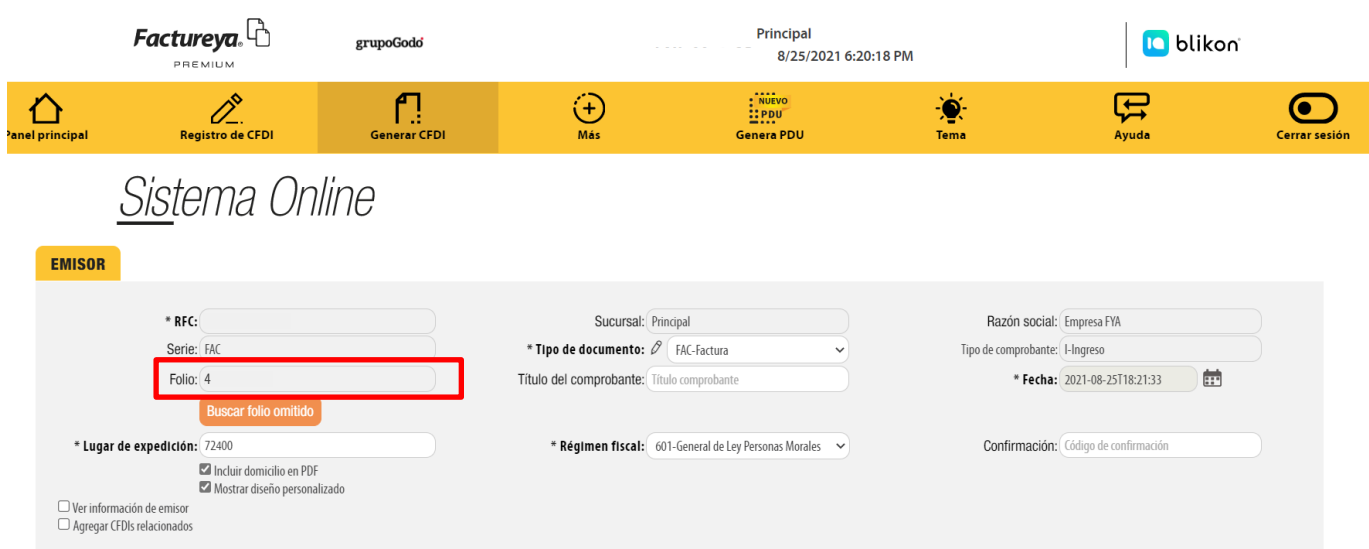 Factureya.
PREMIUM
grupoGodo
Principal
8/25/2021 6:20:18 PM
blikon
Panel principal
Registro de CFDI
Generar CFDI
Más
NUEVO
PDU
Genera PDU
Tema
Ayuda
Cerrar sesión
Sistema Online
EMISOR
* RFC:
Sucursal: Principal
Razón social: Empresa FYA
Serie: FAC
* Tipo de documento: FAC-Factura
Tipo de comprobante: I-Ingreso
Folio: 4
Título del comprobante: Título comprobante
* Fecha: 2021-08-25T18:21:33
Buscar folio omitido
* Lugar de expedición: 72400
* Régimen fiscal: 601-General de Ley Personas Morales
Confirmación: Código de confirmación
Incluir domicilio en PDF
Mostrar diseño personalizado
Ver información de emisor
Agregar CFDIs relacionados